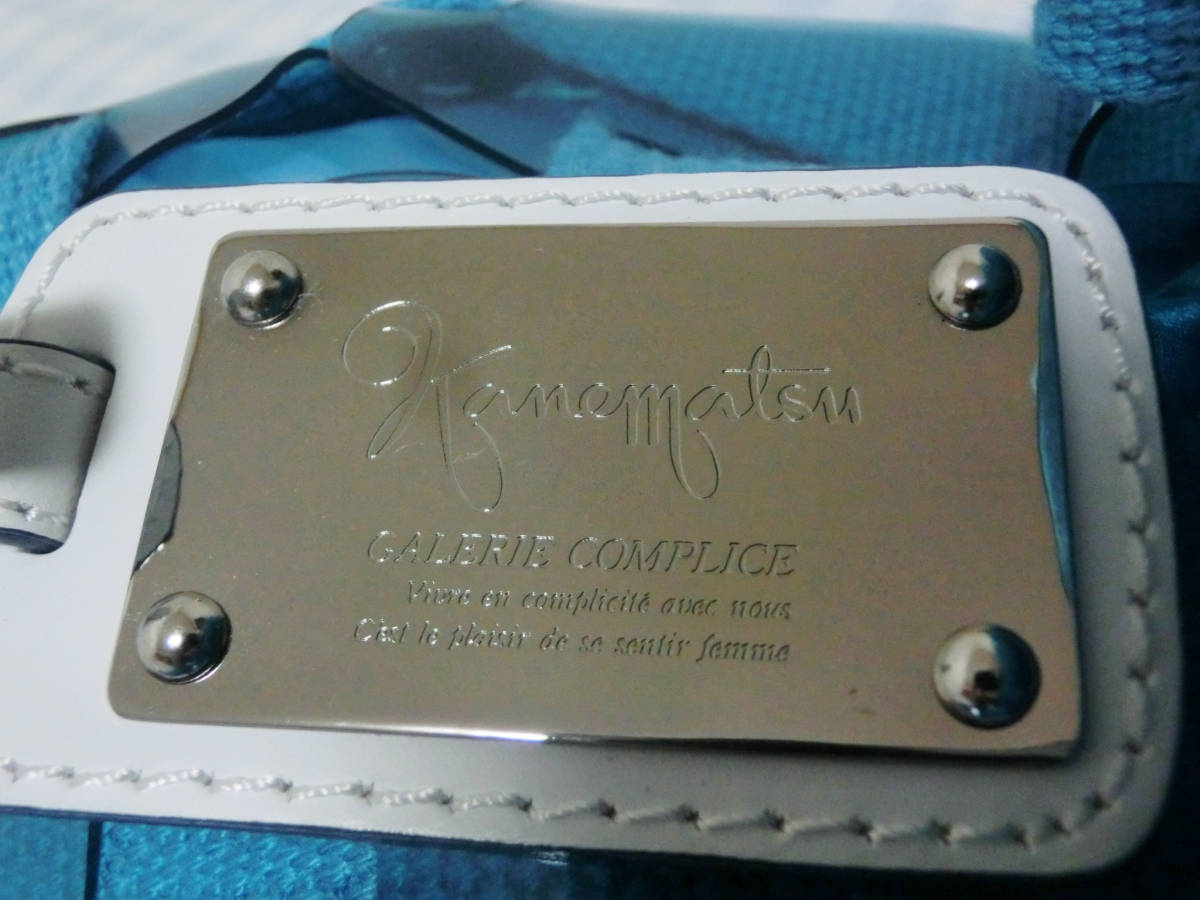 Kanematsu
GALERIE COMPLICE
Vivre en complicité avec nous
C'est le plaisir de se sentir femme